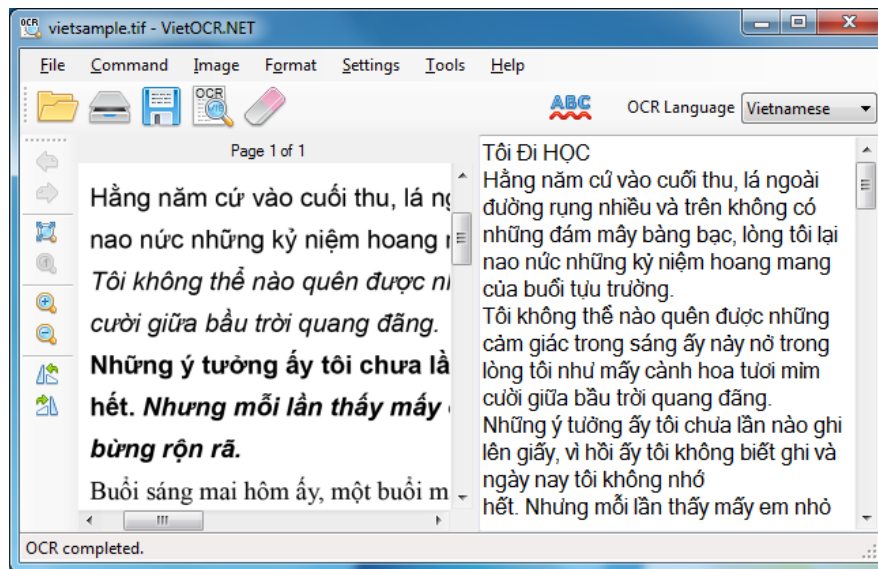 vietsample.tif - VietOCR.NET
File Command Image Format Settings Tools Help
OCR
ABC OCR Language Vietnamese
Page 1 of 1
Hằng năm cứ vào cuối thu, lá
nao nức những kỷ niệm hoang
Tôi không thể nào quên được
cười giữa bầu trời quang đãng.
Những ý tưởng ấy tôi chưa
hết. Nhưng mỗi lần thấy mấy
bừng rộn rã.
Buổi sáng mai hôm ấy, một buổi
Tôi Đi HỌC
Hằng năm cứ vào cuối thu, lá ngoài
đường rụng nhiều và trên không có
những đám mây bàng bạc, lòng tôi lại
nao nức những kỷ niệm hoang mang
của buổi tựu trường.
Tôi không thể nào quên được những
cảm giác trong sáng ấy nảy nở trong
lòng tôi như mấy cành hoa tươi mỉm
cười giữa bầu trời quang đãng.
Những ý tưởng ấy tôi chưa lần nào ghi
lên giấy, vì hồi ấy tôi không biết ghi và
ngày nay tôi không nhớ
hết. Nhưng mỗi lần thấy mấy em nhỏ
OCR completed.